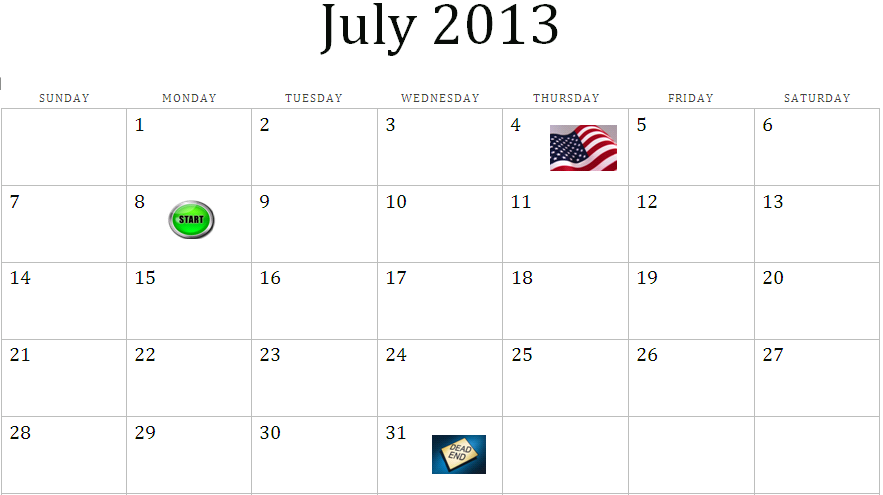 July 2013
SUNDAY MONDAY TUESDAY WEDNESDAY THURSDAY FRIDAY SATURDAY
1 2 3 4 5 6
7 8 START 9 10 11 12 13
14 15 16 17 18 19 20
21 22 23 24 25 26 27
28 29 30 31
DEAD
END